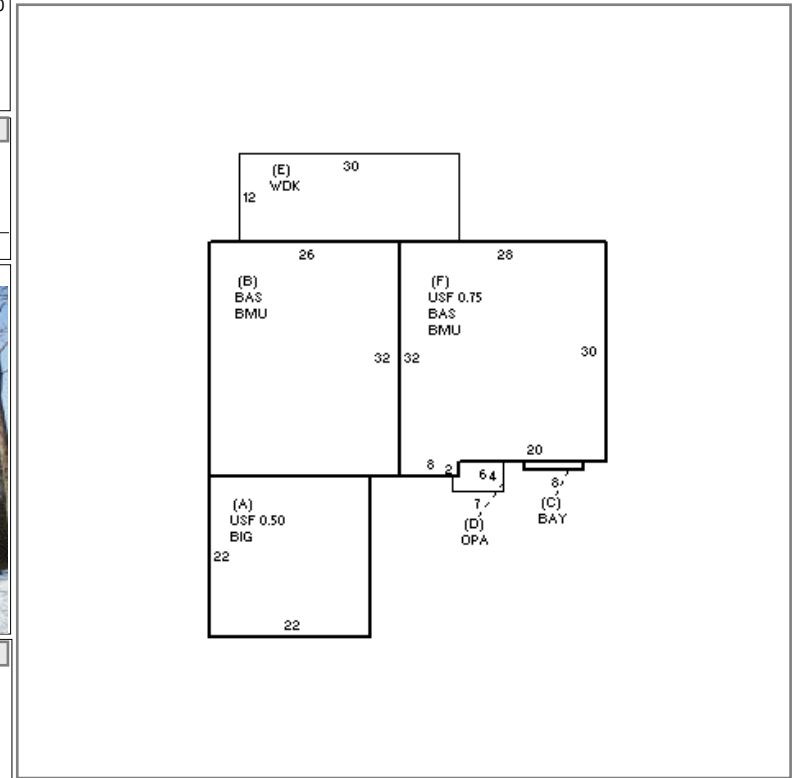 (E)
WDK
30
12
26
28
(B)
BAS
BMU
(F)
USF 0.75
BAS
BMU
32
32
30
20
8
2
6
4
8
7
(C)
BAY
(D)
OPA
(A)
USF 0.50
BIG
22
22